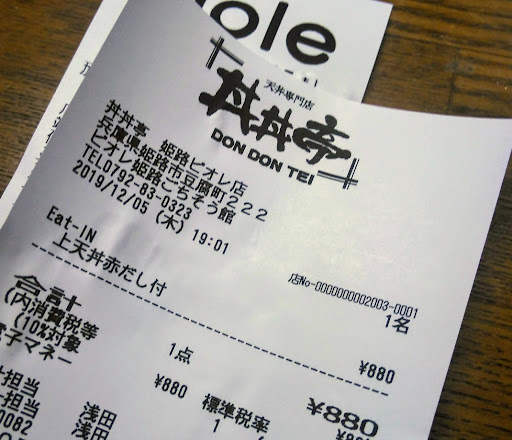 ole
天丼専門店
丼丼亭
DON DON TEI
丼丼亭 姫路ピオレ店
兵庫県姫路市豆腐町222
ピオレ姫路ごちそう館
TEL0792-83-0323
2019/12/05 (木) 19:01
店No-0000000002003-0001
Eat-IN 1名
上天丼赤だし付
1点 ¥880
合計 ¥880
(内消費税等
(10%対象 ¥880 標準税率
電子マネー 1
担当 浅田
担当 浅田
0082